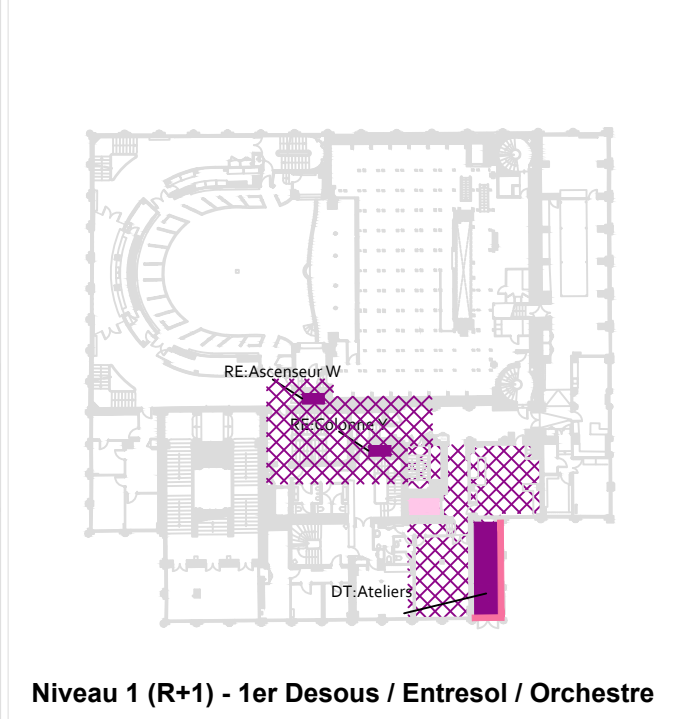 RE:Ascenseur W
RE:Colonne Y
DT:Ateliers
Niveau 1 (R+1) - 1er Desous / Entresol / Orchestre